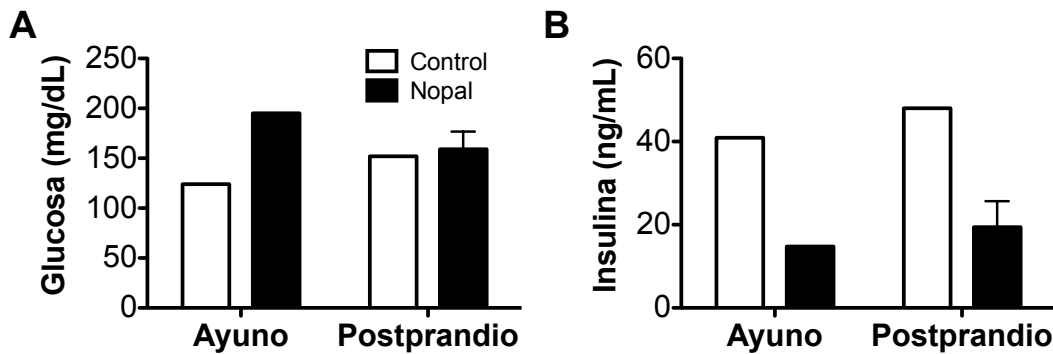 A
Glucosa (mg/dL)
250
200
150
100
50
0
Control
Nopal
Ayuno Postprandio
B
Insulina (ng/mL)
60
40
20
0
Ayuno Postprandio